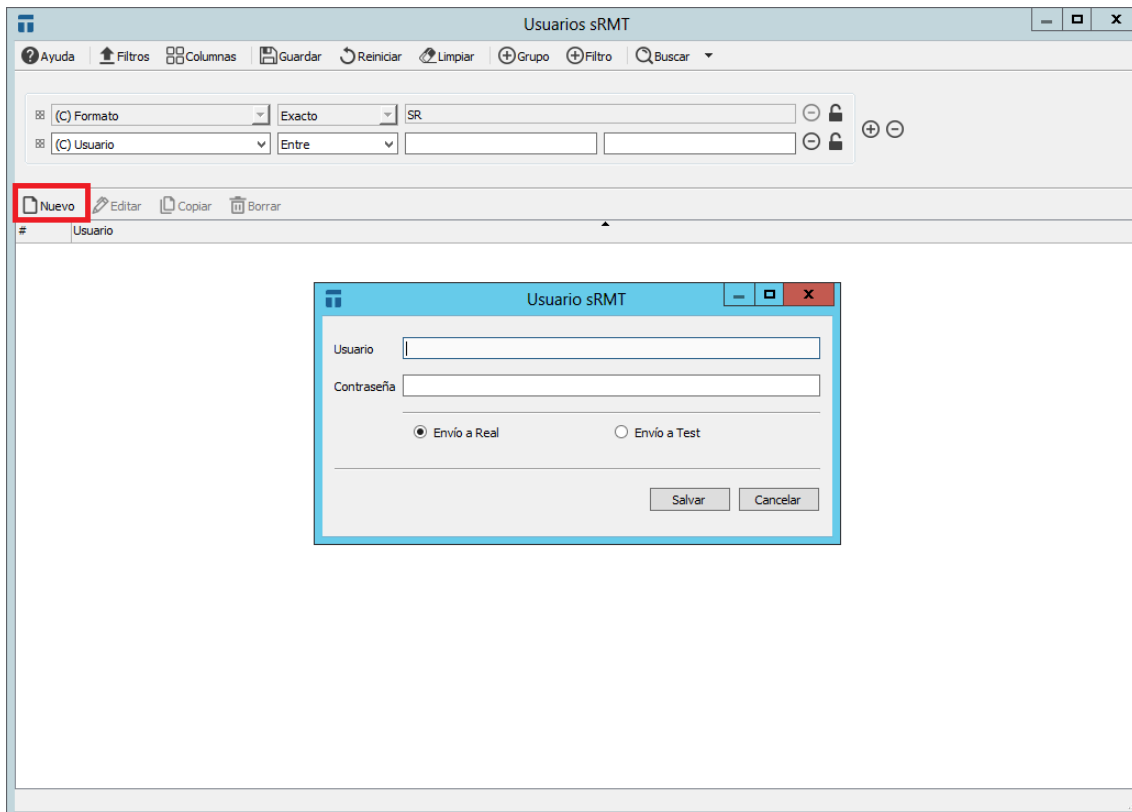 Usuarios sRMT
Ayuda Filtros Columnas Guardar Reiniciar Limpiar Grupo Filtro Buscar
(C) Formato Exacto SR
(C) Usuario Entre
Nuevo Editar Copiar Borrar
# Usuario
Usuario sRMT
Usuario
Contraseña
Envío a Real Envío a Test
Salvar Cancelar